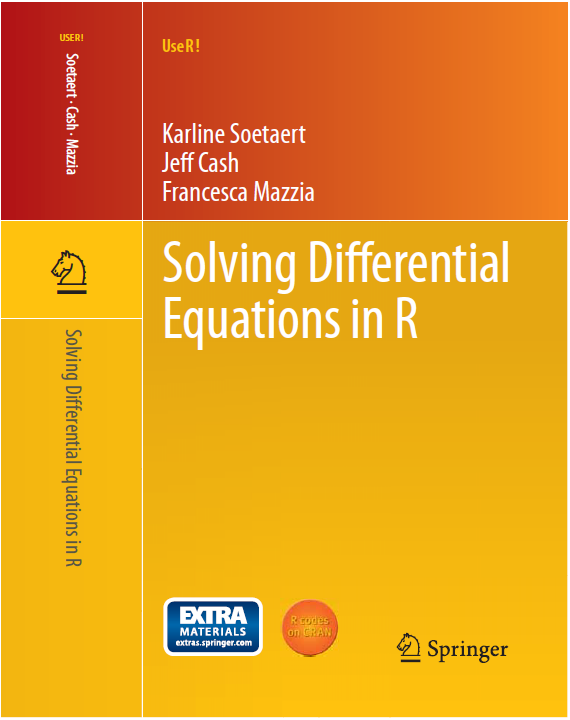 USER!
Soetaert · Cash · Mazzia
Solving Differential Equations in R
UseR!
Karline Soetaert
Jeff Cash
Francesca Mazzia
Solving Differential
Equations in R
EXTRA
MATERIALS
extras.springer.com
R codes
on CRAN
Springer